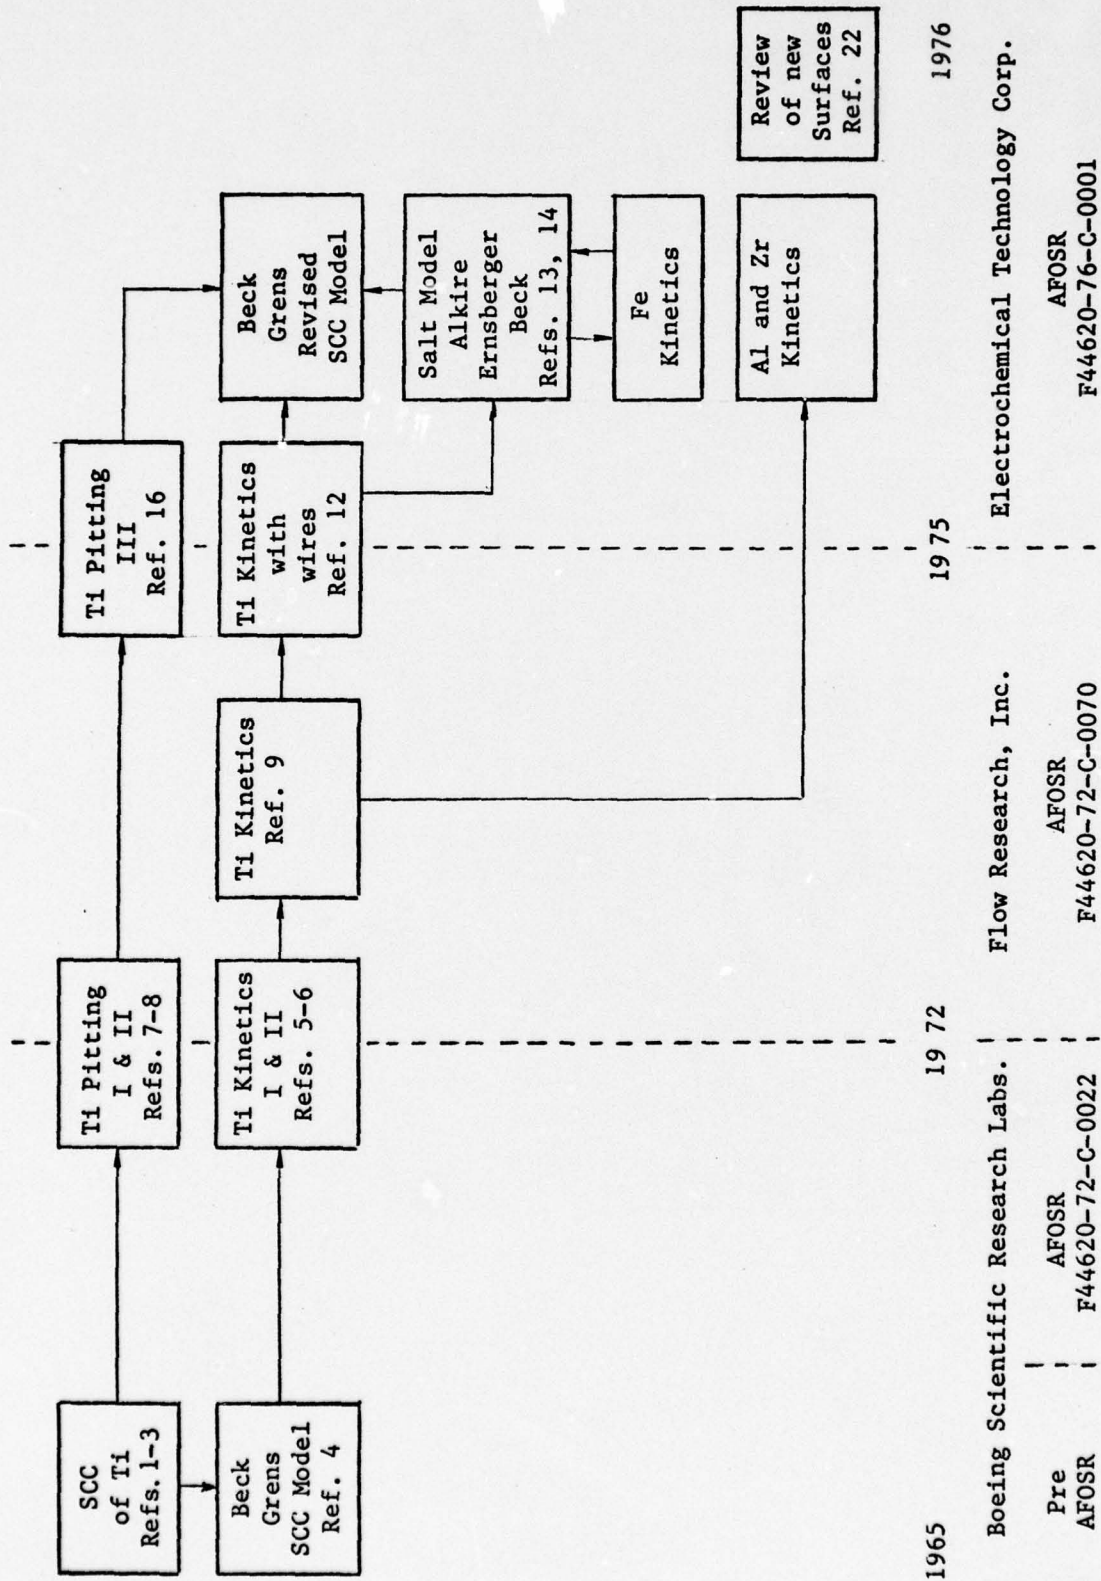 SCC
of Ti
Refs. 1-3
Ti Pitting
I & II
Refs. 7-8
Ti Pitting
III
Ref. 16
Beck
Grens
SCC Model
Ref. 4
Ti Kinetics
I & II
Refs. 5-6
Ti Kinetics
Ref. 9
Ti Kinetics
with
wires
Ref. 12
Beck
Grens
Revised
SCC Model
Salt Model
Alkire
Ernsberger
Beck
Refs. 13, 14
Fe
Kinetics
Al and Zr
Kinetics
Review
of new
Surfaces
Ref. 22
1965
19 72
19 75
1976
Boeing Scientific Research Labs.
Flow Research, Inc.
Electrochemical Technology Corp.
Pre
AFOSR
AFOSR
F44620-72-C-0022
AFOSR
F44620-72-C-0070
AFOSR
F44620-76-C-0001